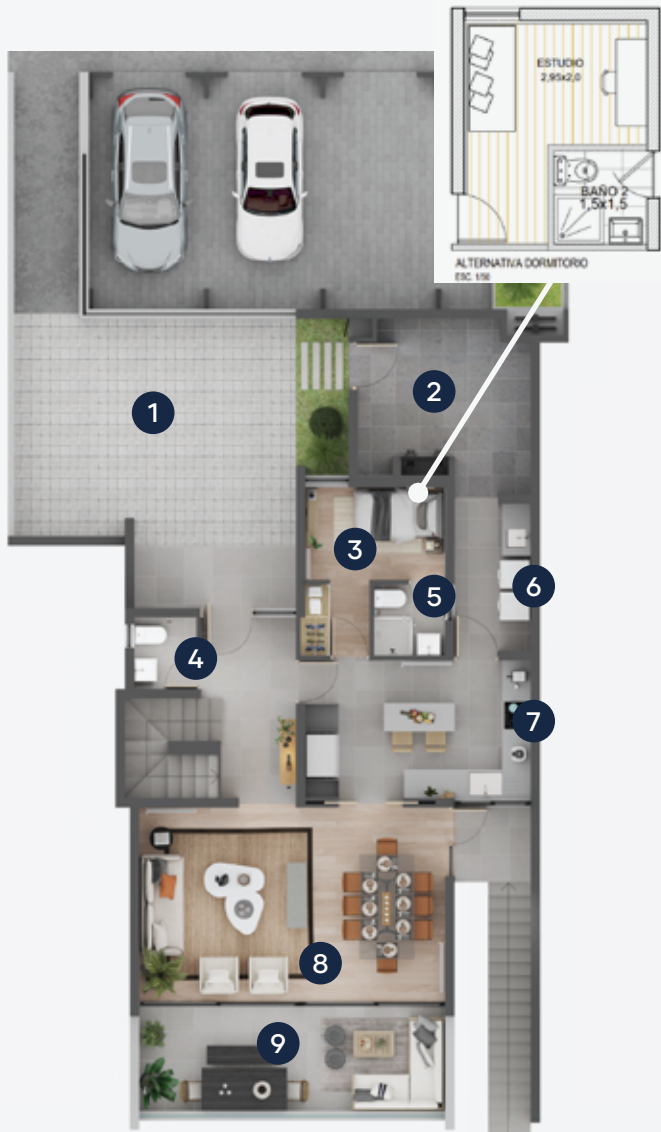 ESTUDIO
2,95x2,0
BAÑO 2
1,5x1,5
ALTERNATIVA DORMITORIO
ESC. 1/50
1
2
3
5
6
4
7
8
9